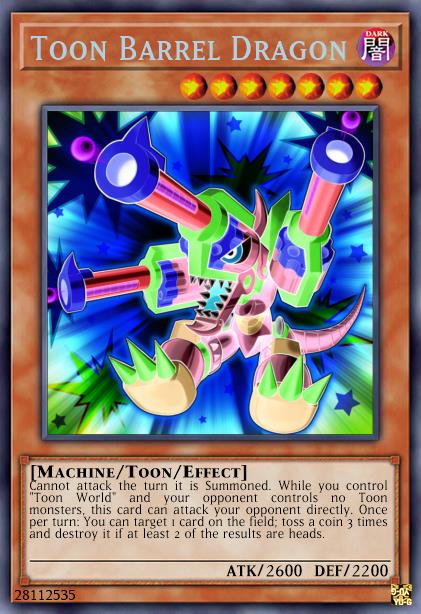 TOON BARREL DRAGON
DARK
闇
[MACHINE/TOON/EFFECT]
Cannot attack the turn it is Summoned. While you control
"Toon World" and your opponent controls no Toon
monsters, this card can attack your opponent directly. Once
per turn: You can target 1 card on the field; toss a coin 3 times
and destroy it if at least 2 of the results are heads.
ATK/2600 DEF/2200
28112535